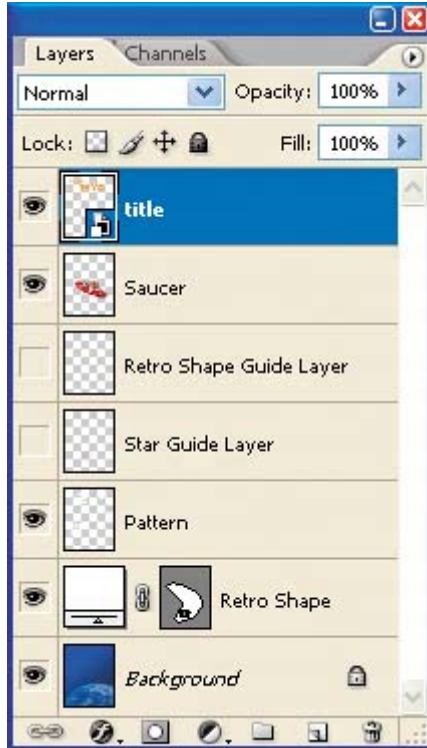 Layers Channels
Normal Opacity: 100%
Lock: Fill: 100%
title
Saucer
Retro Shape Guide Layer
Star Guide Layer
Pattern
Retro Shape
Background